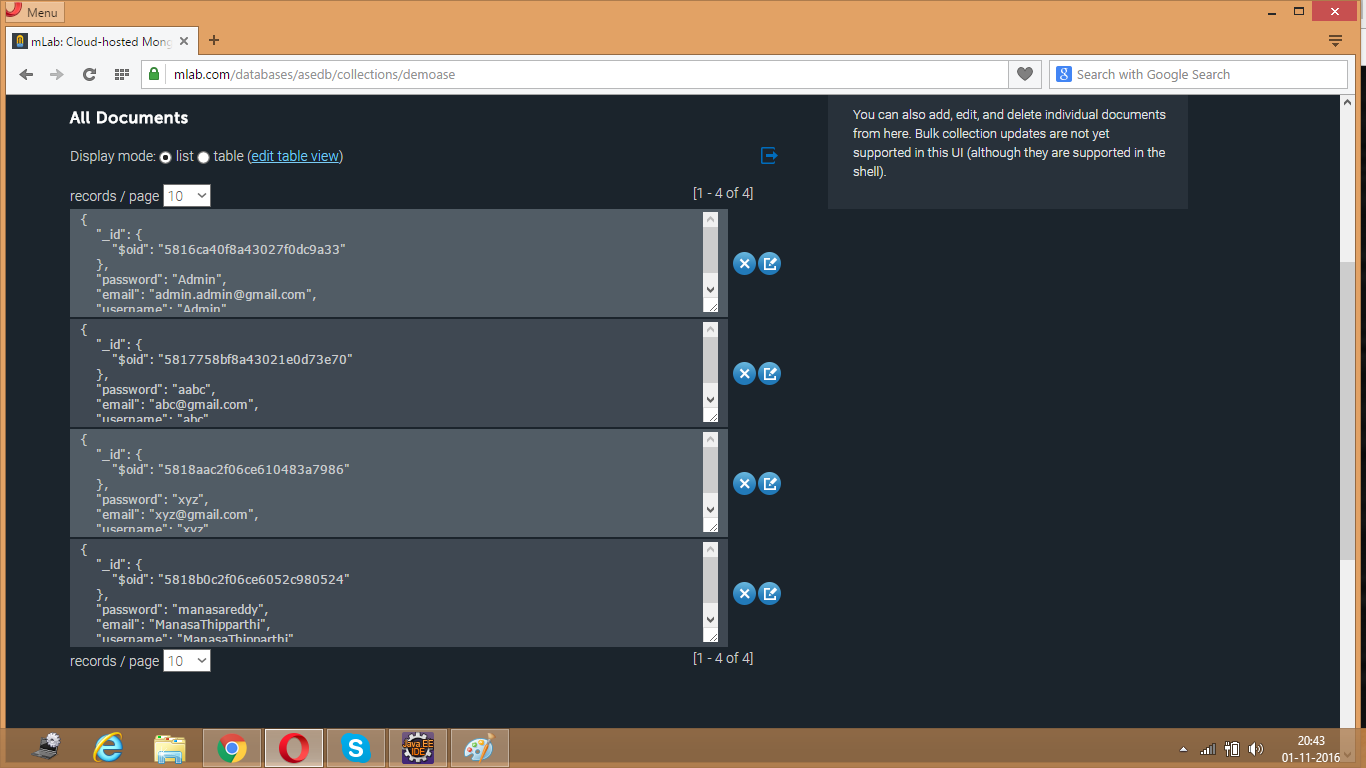 Menu
mLab: Cloud-hosted Mong
mlab.com/databases/asedb/collections/demoase
Search with Google Search
All Documents
Display mode: list table (edit table view)
records / page 10
[1 - 4 of 4]
{
"_id": {
"$oid": "5816ca40f8a43027f0dc9a33"
},
"password": "Admin",
"email": "admin.admin@gmail.com",
"username": "Admin"
{
"_id": {
"$oid": "5817758bf8a43021e0d73e70"
},
"password": "aabc",
"email": "abc@gmail.com",
"username": "abc"
{
"_id": {
"$oid": "5818aac2f06ce610483a7986"
},
"password": "xyz",
"email": "xyz@gmail.com",
"username": "xyz"
{
"_id": {
"$oid": "5818b0c2f06ce6052c980524"
},
"password": "manasareddy",
"email": "ManasaThipparthi",
"username": "ManasaThipparthi"
records / page 10
[1 - 4 of 4]
You can also add, edit, and delete individual documents
from here. Bulk collection updates are not yet
supported in this UI (although they are supported in the
shell).
Java EE
IDE
20:43
01-11-2016